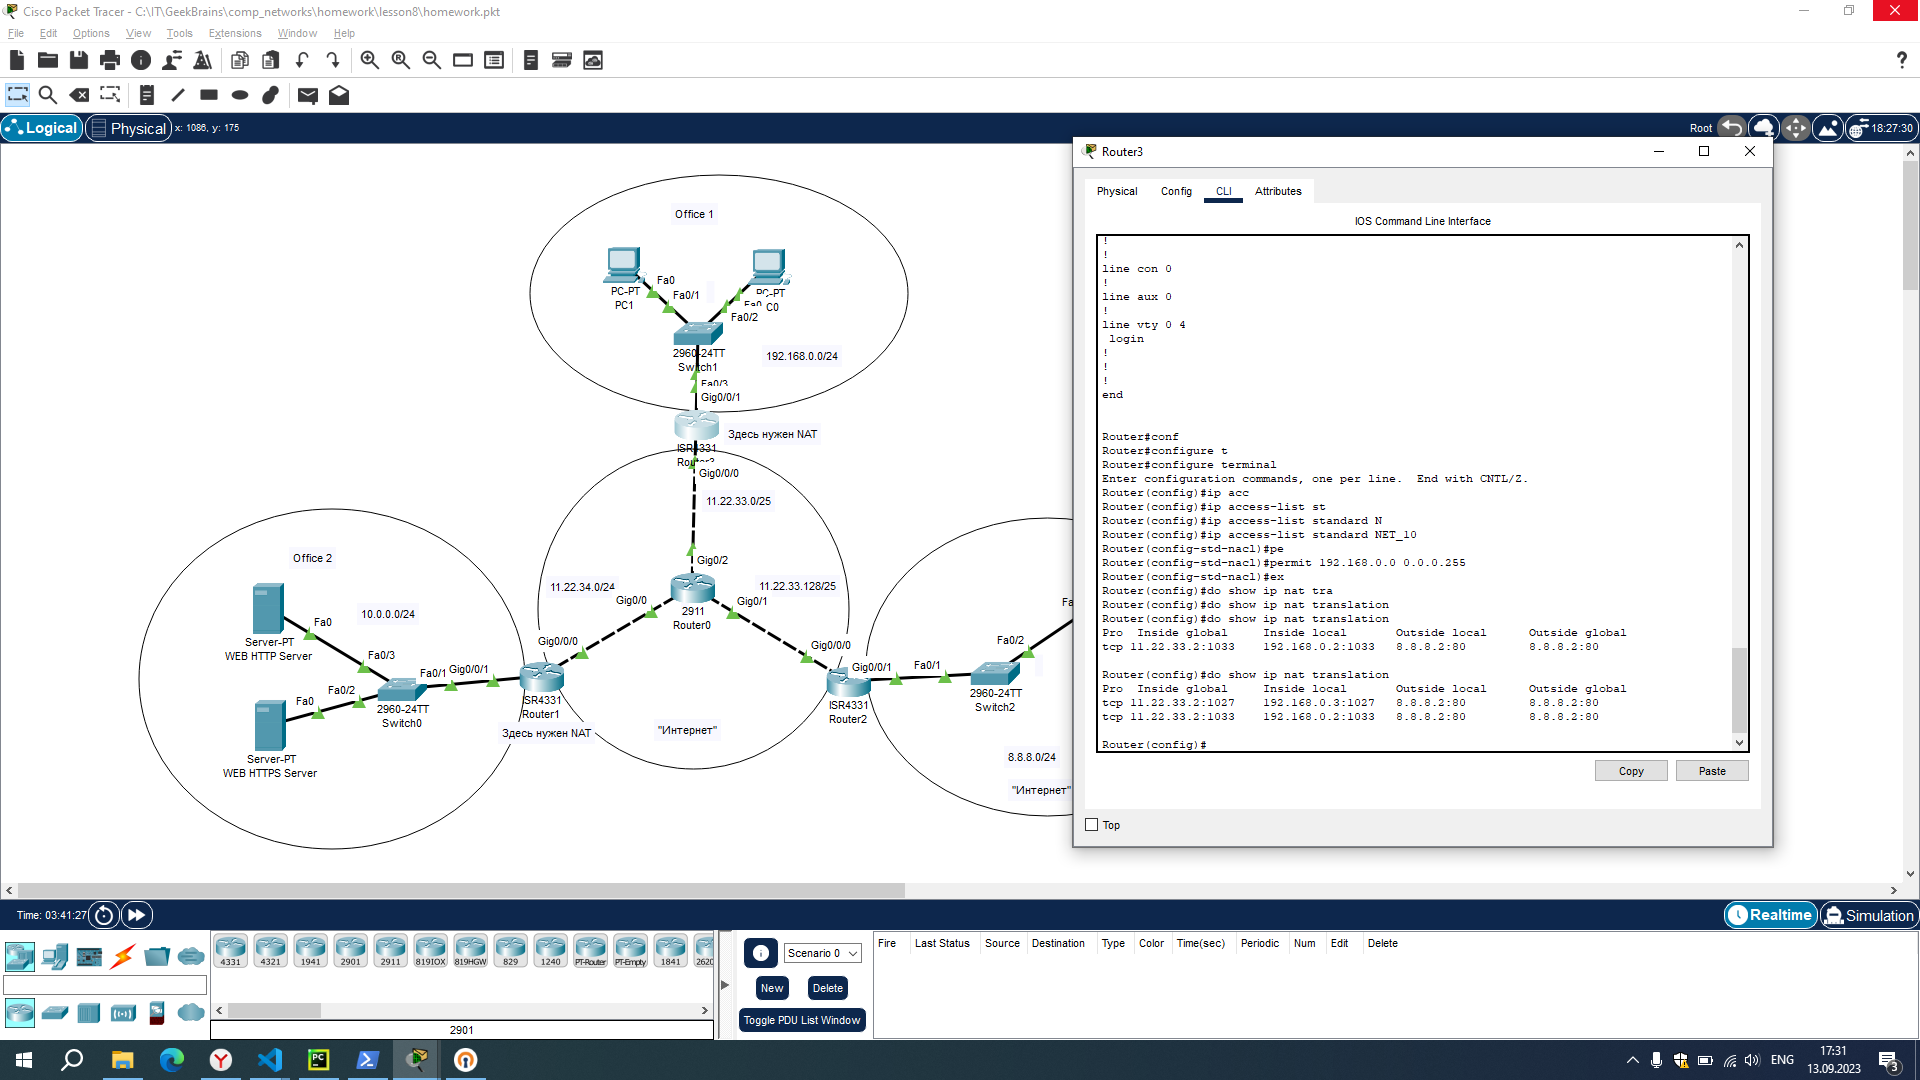 Cisco Packet Tracer - C:\IT\GeekBrains\comp_networks\homework\lesson8\homework.pkt
File Edit Options View Tools Extensions Window Help
Logical Physical x: 1086, y: 175
Root 18:27:30
Office 1
PC-PT
PC1
Fa0
Fa0/1
PC-PT
C0
Fa0
Fa0/2
2960-24TT
Switch1
192.168.0.0/24
Fa0/3
Gig0/0/1
Здесь нужен NAT
ISR4331
Router3
Gig0/0/0
11.22.33.0/25
Gig0/2
11.22.34.0/24
11.22.33.128/25
Gig0/0
Gig0/1
2911
Router0
Gig0/0/0
Gig0/0/0
Office 2
10.0.0.0/24
Fa0
Server-PT
WEB HTTP Server
Fa0/3
Fa0/1
Gig0/0/1
Fa0/2
Fa0
2960-24TT
Switch0
Server-PT
WEB HTTPS Server
ISR4331
Router1
Здесь нужен NAT
"Интернет"
Gig0/0/1
Fa0/1
ISR4331
Router2
Fa0/2
Fa
2960-24TT
Switch2
8.8.8.0/24
"Интернет"
Router3
Physical Config CLI Attributes
IOS Command Line Interface
!
!
line con 0
!
line aux 0
!
line vty 0 4
login
!
!
!
end
Router#conf
Router#configure t
Router#configure terminal
Enter configuration commands, one per line. End with CNTL/Z.
Router(config)#ip acc
Router(config)#ip access-list st
Router(config)#ip access-list standard N
Router(config)#ip access-list standard NET_10
Router(config-std-nacl)#pe
Router(config-std-nacl)#permit 192.168.0.0 0.0.0.255
Router(config-std-nacl)#ex
Router(config)#do show ip nat tra
Router(config)#do show ip nat translation
Router(config)#do show ip nat translation
Pro Inside global Inside local Outside local Outside global
tcp 11.22.33.2:1033 192.168.0.2:1033 8.8.8.2:80 8.8.8.2:80
Router(config)#do show ip nat translation
Pro Inside global Inside local Outside local Outside global
tcp 11.22.33.2:1027 192.168.0.3:1027 8.8.8.2:80 8.8.8.2:80
tcp 11.22.33.2:1033 192.168.0.2:1033 8.8.8.2:80 8.8.8.2:80
Router(config)#
Copy Paste
Top
Time: 03:41:27
Realtime Simulation
4331 4321 1941 2901 2911 819IOX 819HGW 829 1240 PT-Router PT-Empty 1841 2620
2901
Scenario 0
New Delete
Toggle PDU List Window
Fire Last Status Source Destination Type Color Time(sec) Periodic Num Edit Delete
ENG
17:31
13.09.2023
3